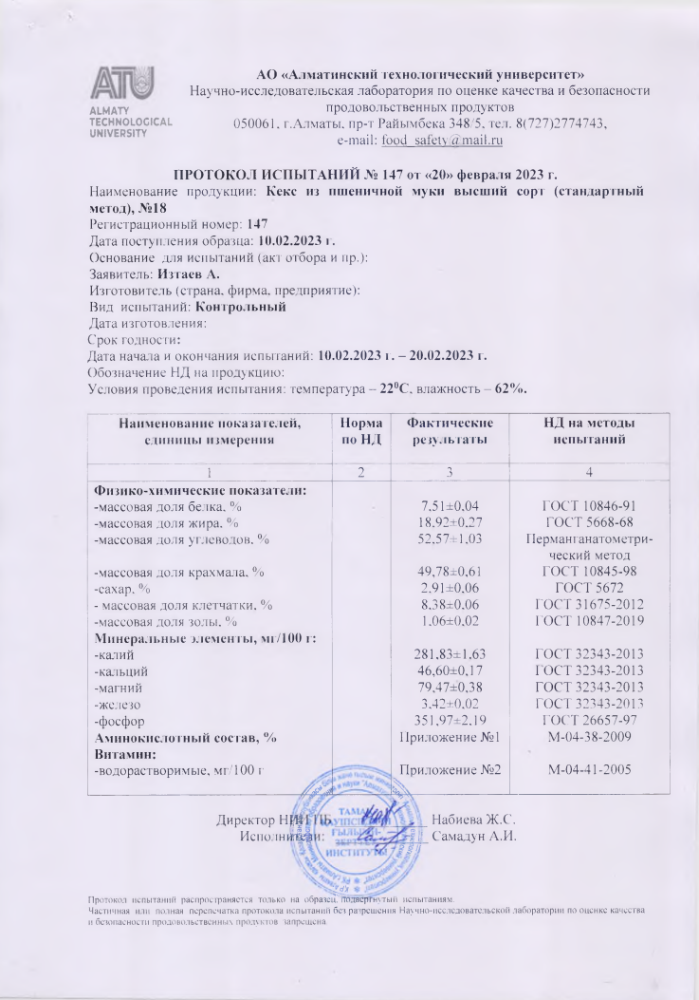 ATU
ALMATY
TECHNOLOGICAL
UNIVERSITY
АО «Алматинский технологический университет»
Научно-исследовательская лаборатория по оценке качества и безопасности
продовольственных продуктов
050061, г.Алматы, пр-т Райымбека 348/5, тел. 8(727)2774743,
e-mail: food_safety@mail.ru
ПРОТОКОЛ ИСПЫТАНИЙ № 147 от «20» февраля 2023 г.
Наименование продукции: Кекс из пшеничной муки высший сорт (стандартный
метод), №18
Регистрационный номер: 147
Дата поступления образца: 10.02.2023 г.
Основание для испытаний (акт отбора и пр.):
Заявитель: Изтаев А.
Изготовитель (страна, фирма, предприятие):
Вид испытаний: Контрольный
Дата изготовления:
Срок годности:
Дата начала и окончания испытаний: 10.02.2023 г. – 20.02.2023 г.
Обозначение НД на продукцию:
Условия проведения испытания: температура – 22⁰С, влажность – 62%.
Наименование показателей, Норма Фактические НД на методы
единицы измерения по НД результаты испытаний
1 2 3 4
Физико-химические показатели:
-массовая доля белка, % 7,51±0,04 ГОСТ 10846-91
-массовая доля жира, % 18,92±0,27 ГОСТ 5668-68
-массовая доля углеводов, % 52,57±1,03 Перманганатометри-
ческий метод
-массовая доля крахмала, % 49,78±0,61 ГОСТ 10845-98
-сахар, % 2,91±0,06 ГОСТ 5672
- массовая доля клетчатки, % 8,38±0,06 ГОСТ 31675-2012
-массовая доля золы, % 1,06±0,02 ГОСТ 10847-2019
Минеральные элементы, мг/100 г:
-калий 281,83±1,63 ГОСТ 32343-2013
-кальций 46,60±0,17 ГОСТ 32343-2013
-магний 79,47±0,38 ГОСТ 32343-2013
-железо 3,42±0,02 ГОСТ 32343-2013
-фосфор 351,97±2,19 ГОСТ 26657-97
Аминокислотный состав, % Приложение №1 М-04-38-2009
Витамин:
-водорастворимые, мг/100 г Приложение №2 М-04-41-2005
Директор НИИ ПБ Набиева Ж.С.
Исполнители: Самадун А.И.
ИНСТИТУТЫ
Протокол испытаний распространяется только на образец, подвергнутый испытаниям.
Частичная или полная перепечатка протокола испытаний без разрешения Научно-исследовательской лаборатории по оценке качества
и безопасности продовольственных продуктов запрещена.